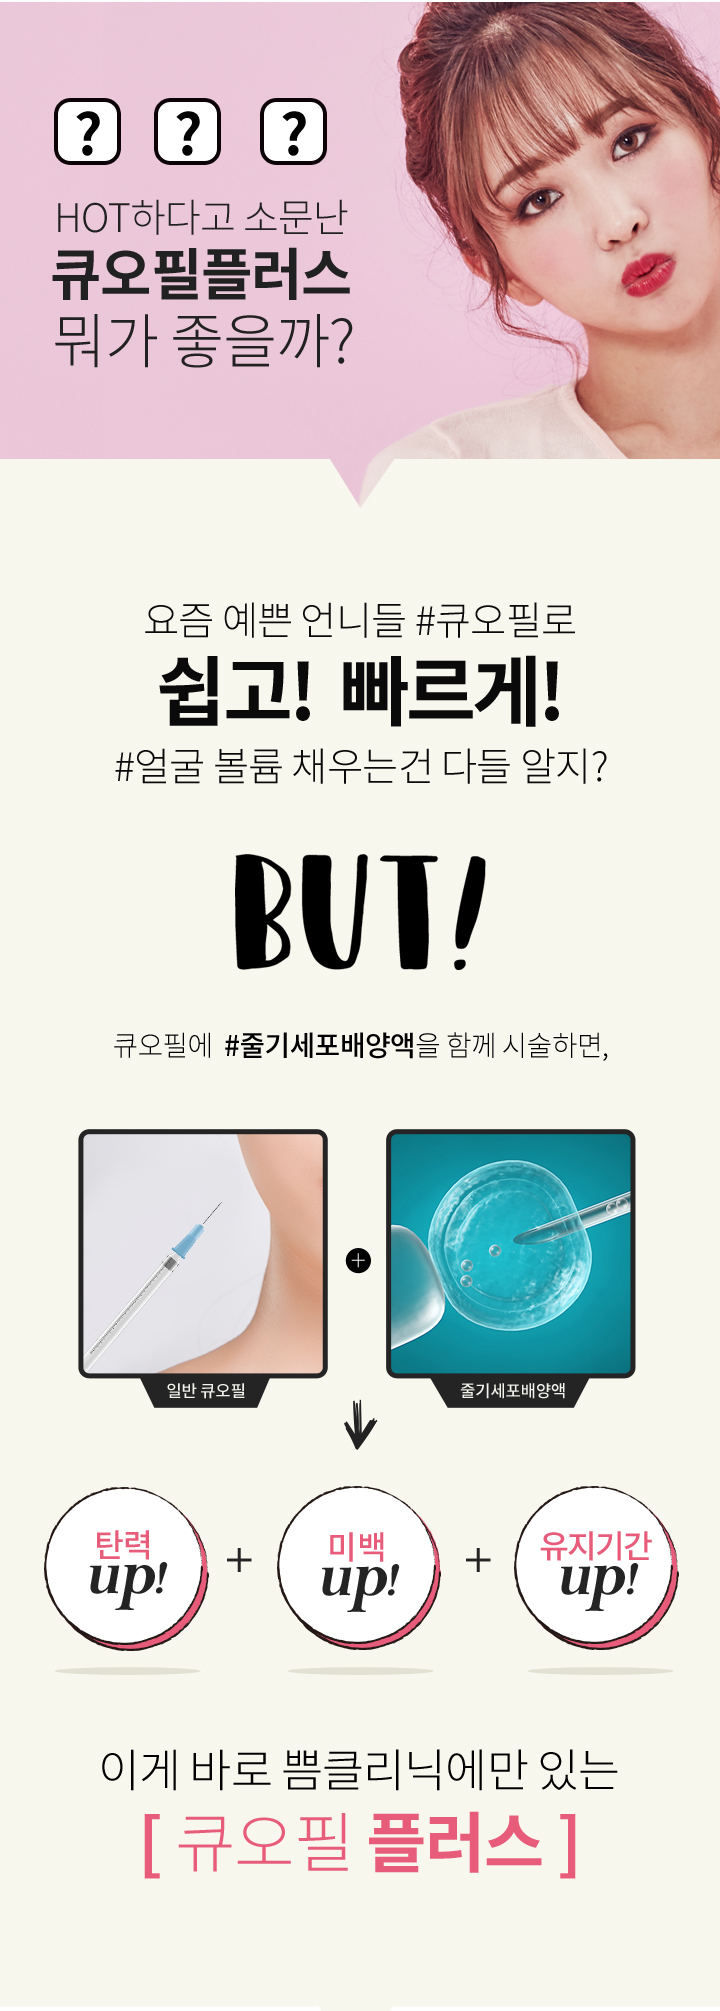 ? ? ?
HOT하다고 소문난
큐오필플러스
뭐가 좋을까?
요즘 예쁜 언니들 #큐오필로
쉽고! 빠르게!
#얼굴 볼륨 채우는건 다들 알지?
BUT!
큐오필에 #줄기세포배양액을 함께 시술하면,
+
일반 큐오필 줄기세포배양액
탄력 + 미백 + 유지기간
up! up! up!
이게 바로 쁨클리닉에만 있는
[ 큐오필 플러스 ]